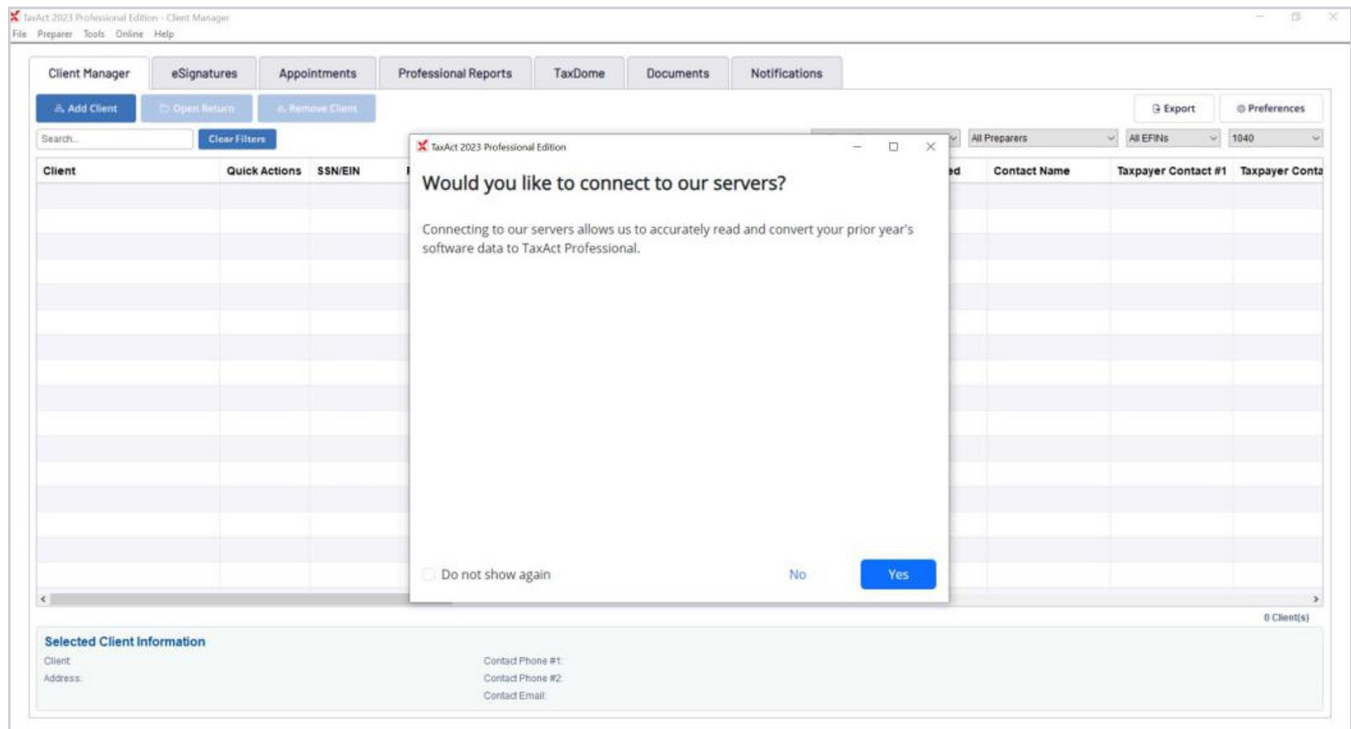 TaxAct 2023 Professional Edition - Client Manager
File Preparer Tools Online Help
Client Manager eSignatures Appointments Professional Reports TaxDome Documents Notifications
Add Client Open Return Remove Client Export Preferences
Search... Clear Filters All Preparers All EFINs 1040
Client Quick Actions SSN/EIN Contact Name Taxpayer Contact #1 Taxpayer Conta
TaxAct 2023 Professional Edition
Would you like to connect to our servers?
Connecting to our servers allows us to accurately read and convert your prior year's
software data to TaxAct Professional.
Do not show again No Yes
0 Client(s)
Selected Client Information
Client: Contact Phone #1:
Address: Contact Phone #2:
Contact Email: